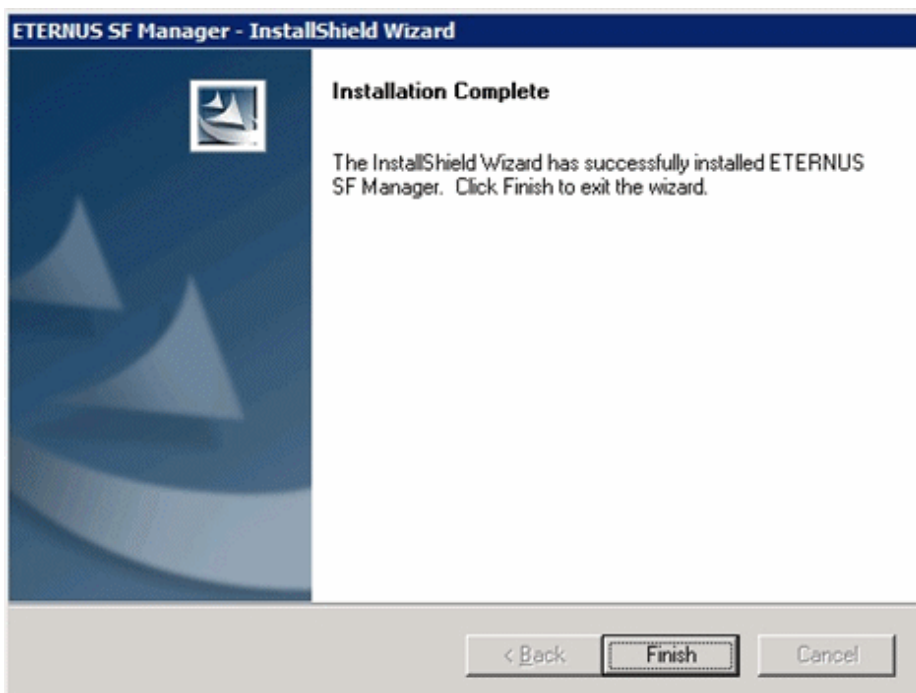 ETERNUS SF Manager - InstallShield Wizard
Installation Complete
The InstallShield Wizard has successfully installed ETERNUS
SF Manager. Click Finish to exit the wizard.
< Back
Finish
Cancel